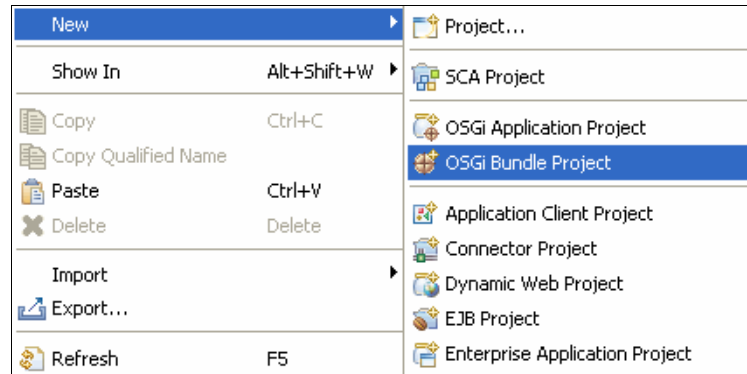 New
Show In Alt+Shift+W
Copy Ctrl+C
Copy Qualified Name
Paste Ctrl+V
Delete Delete
Import
Export...
Refresh F5
Project...
SCA Project
OSGi Application Project
OSGi Bundle Project
Application Client Project
Connector Project
Dynamic Web Project
EJB Project
Enterprise Application Project